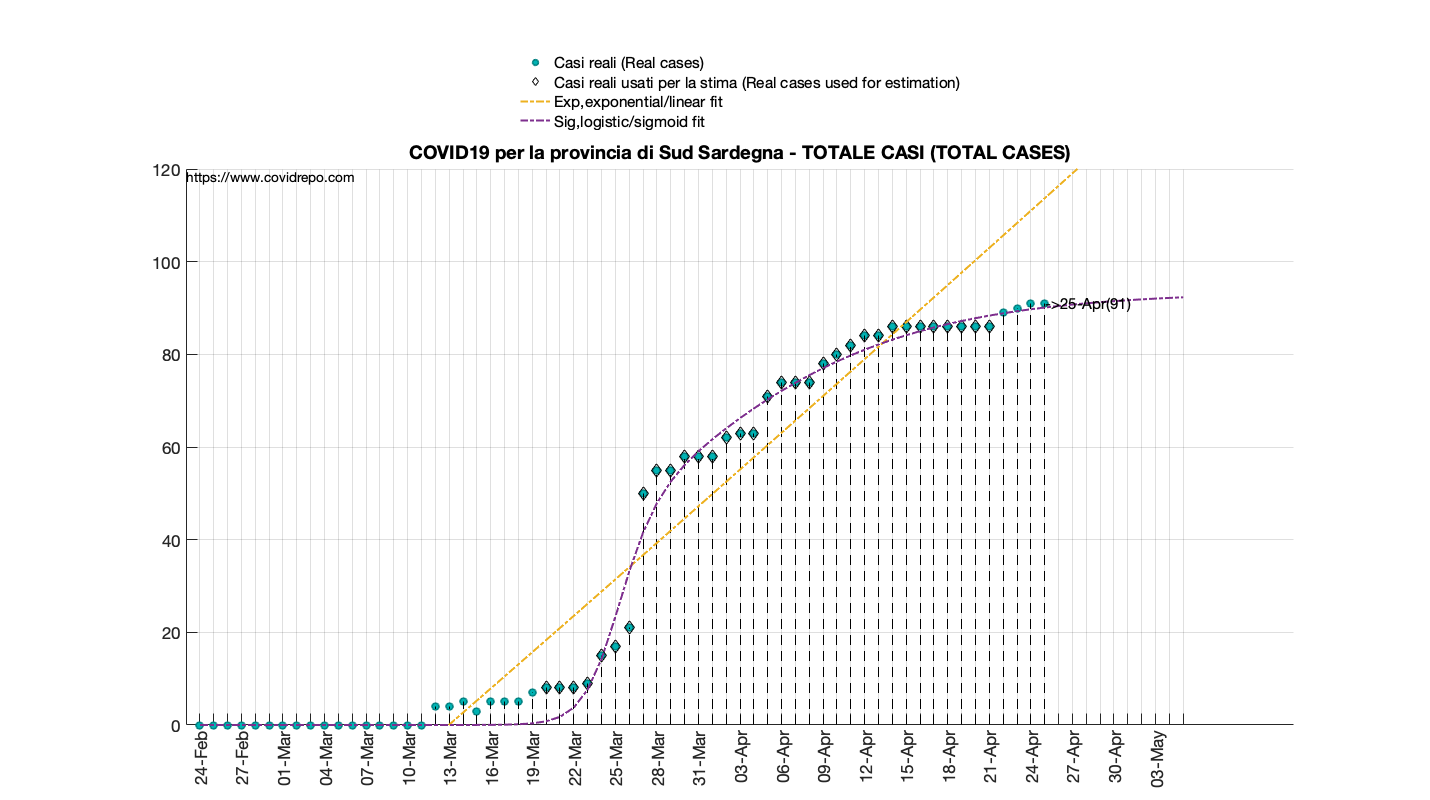 Casi reali (Real cases)
Casi reali usati per la stima (Real cases used for estimation)
Exp,exponential/linear fit
Sig,logistic/sigmoid fit
COVID19 per la provincia di Sud Sardegna - TOTALE CASI (TOTAL CASES)
https://www.covidrepo.com
120
100
80
60
40
20
0
->25-Apr(91)
24-Feb
27-Feb
01-Mar
04-Mar
07-Mar
10-Mar
13-Mar
16-Mar
19-Mar
22-Mar
25-Mar
28-Mar
31-Mar
03-Apr
06-Apr
09-Apr
12-Apr
15-Apr
18-Apr
21-Apr
24-Apr
27-Apr
30-Apr
03-May